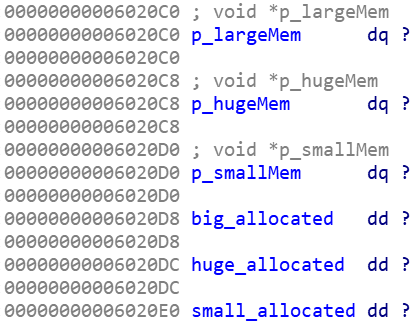 00000000006020C0 ; void *p_largeMem
00000000006020C0 p_largeMem dq ?
00000000006020C0
00000000006020C8 ; void *p_hugeMem
00000000006020C8 p_hugeMem dq ?
00000000006020C8
00000000006020D0 ; void *p_smallMem
00000000006020D0 p_smallMem dq ?
00000000006020D0
00000000006020D8 big_allocated dd ?
00000000006020D8
00000000006020DC huge_allocated dd ?
00000000006020DC
00000000006020E0 small_allocated dd ?